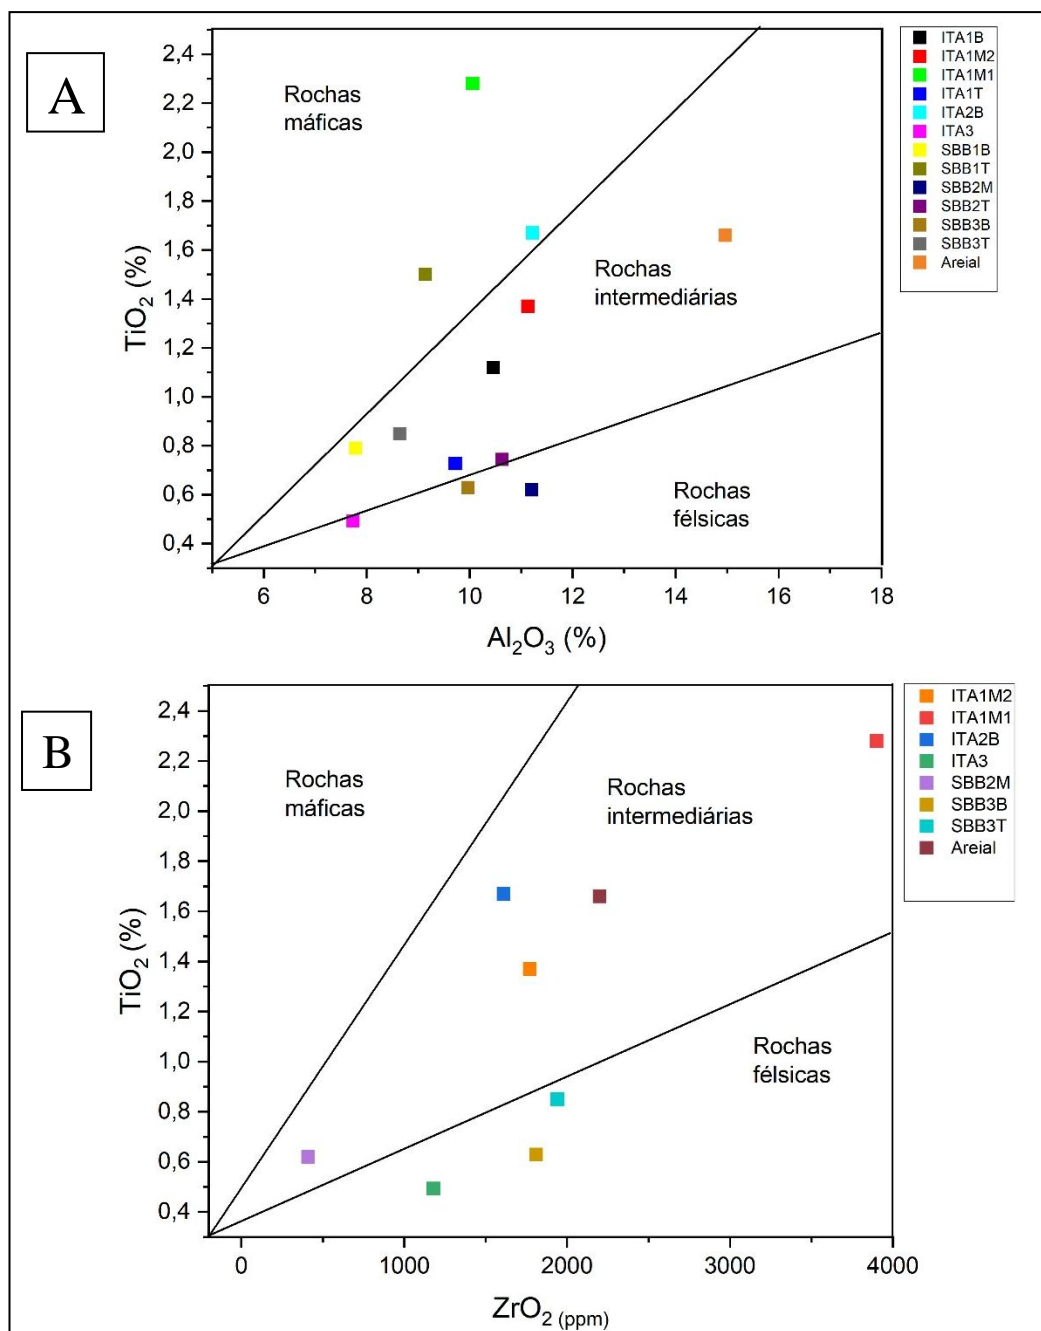 A
Rochas
máficas
Rochas
intermediárias
Rochas
félsicas
TiO₂ (%)
2,4
2,2
2,0
1,8
1,6
1,4
1,2
1,0
0,8
0,6
0,4
6 8 10 12 14 16 18
Al₂O₃ (%)
ITA1B
ITA1M2
ITA1M1
ITA1T
ITA2B
ITA3
SBB1B
SBB1T
SBB2M
SBB2T
SBB3B
SBB3T
Areial
B
Rochas
máficas
Rochas
intermediárias
Rochas
félsicas
TiO₂ (%)
2,4
2,2
2,0
1,8
1,6
1,4
1,2
1,0
0,8
0,6
0,4
0 1000 2000 3000 4000
ZrO₂ (ppm)
ITA1M2
ITA1M1
ITA2B
ITA3
SBB2M
SBB3B
SBB3T
Areial